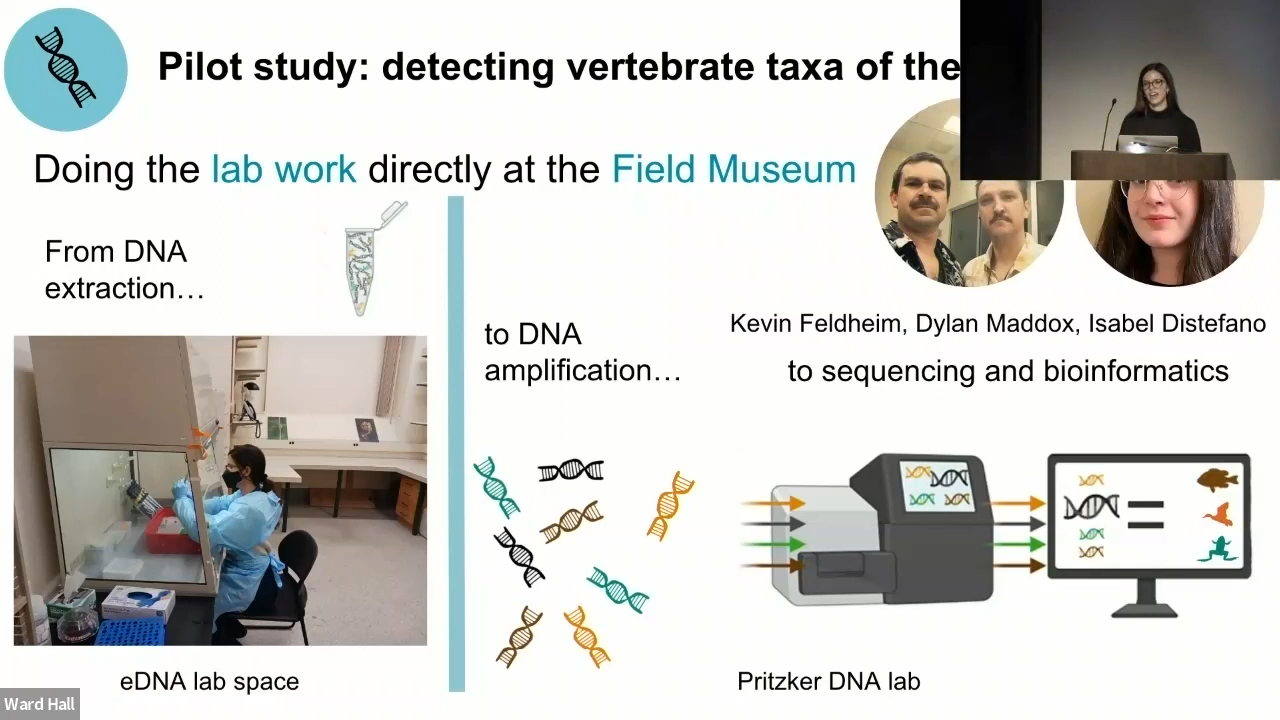 Pilot study: detecting vertebrate taxa of the
Doing the lab work directly at the Field Museum
From DNA
extraction…
to DNA
amplification…
Kevin Feldheim, Dylan Maddox, Isabel Distefano
to sequencing and bioinformatics
eDNA lab space
Pritzker DNA lab
Ward Hall